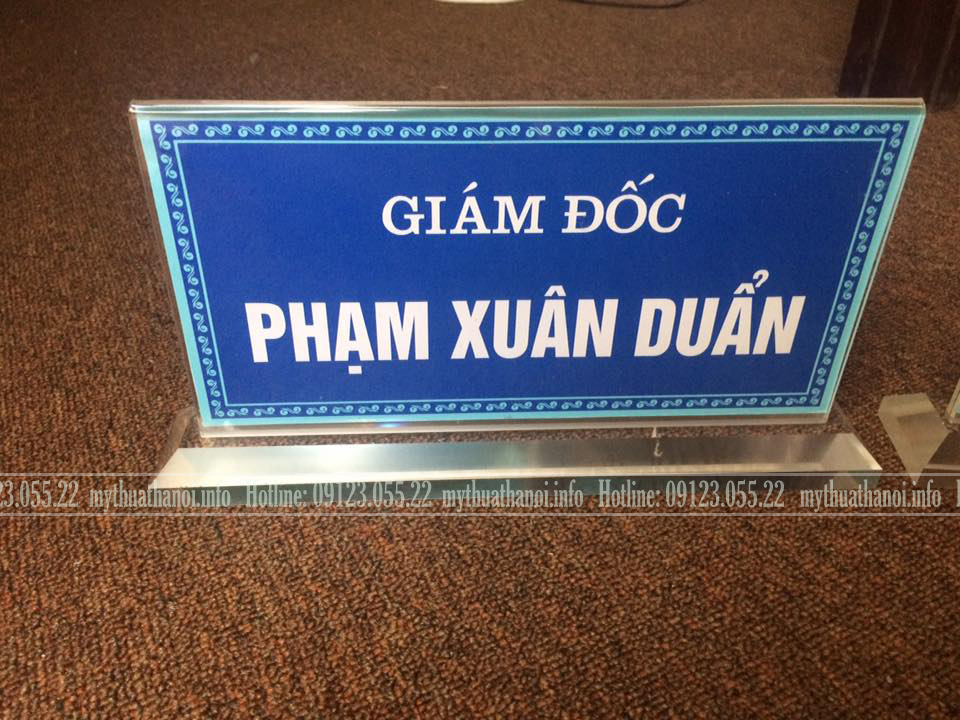 GIÁM ĐỐC
PHẠM XUÂN DUẨN
23.055.22 mythuathanoi.info Hotline: 09123.055.22 mythuathanoi.info Hotline: 09123.055.22 mythuathanoi.info